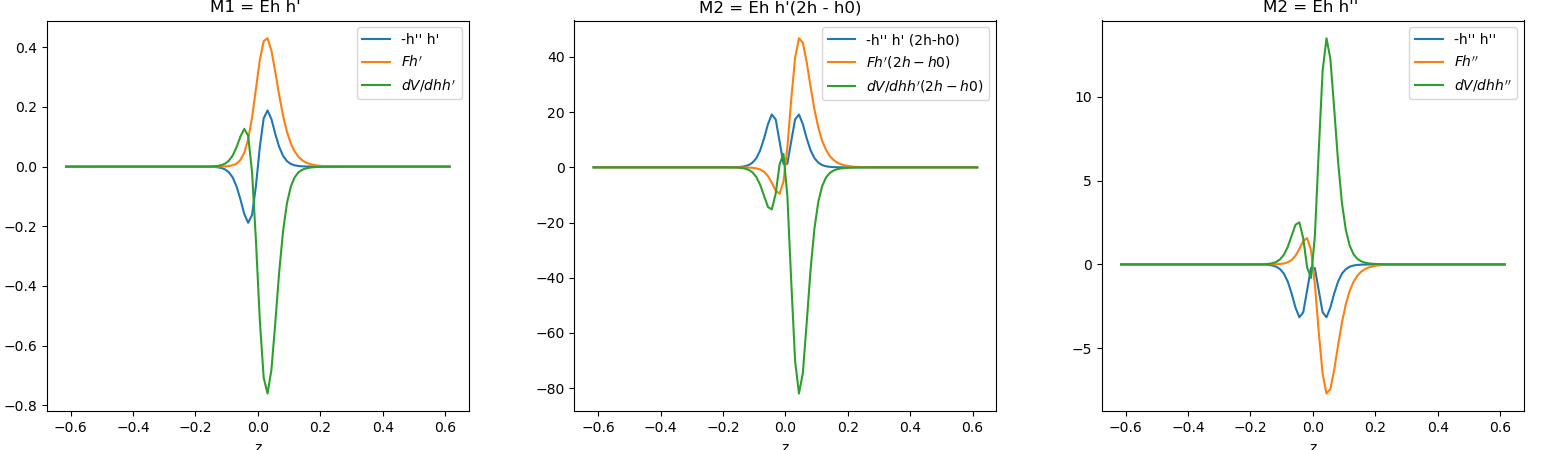 M1 = Eh h'
-h'' h'
Fh′
dV/dhh′
0.4
0.2
0.0
−0.2
−0.4
−0.6
−0.8
−0.6 −0.4 −0.2 0.0 0.2 0.4 0.6
z
M2 = Eh h'(2h - h0)
-h'' h' (2h-h0)
Fh′(2h − h0)
dV/dhh′(2h − h0)
40
20
0
−20
−40
−60
−80
−0.6 −0.4 −0.2 0.0 0.2 0.4 0.6
z
M2 = Eh h''
-h'' h''
Fh″
dV/dhh″
10
5
0
−5
−0.6 −0.4 −0.2 0.0 0.2 0.4 0.6
z